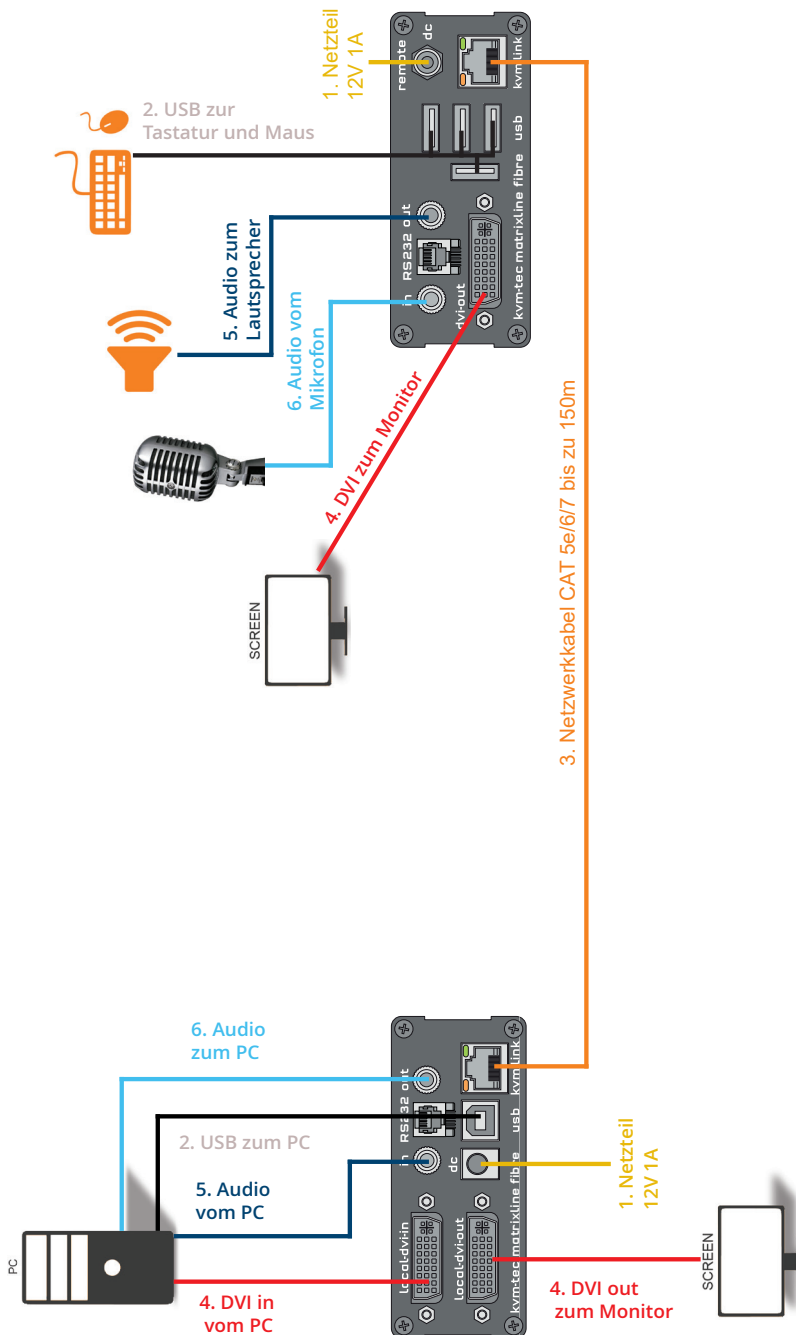 1. Netzteil
12V 1A
remote
dc
kvm-link
2. USB zur
Tastatur und Maus
usb
5. Audio zum
Lautsprecher
6. Audio vom
Mikrofon
in
RS232
out
dvi-out
kvm-tec matrixline fibre
4. DVI zum Monitor
SCREEN
3. Netzwerkkabel CAT 5e/6/7 bis zu 150m
6. Audio
zum PC
2. USB zum PC
5. Audio
vom PC
PC
4. DVI in
vom PC
in
RS232
out
kvm-link
usb
dc
local-dvi-in
local-dvi-out
kvm-tec matrixline fibre
1. Netzteil
12V 1A
4. DVI out
zum Monitor
SCREEN